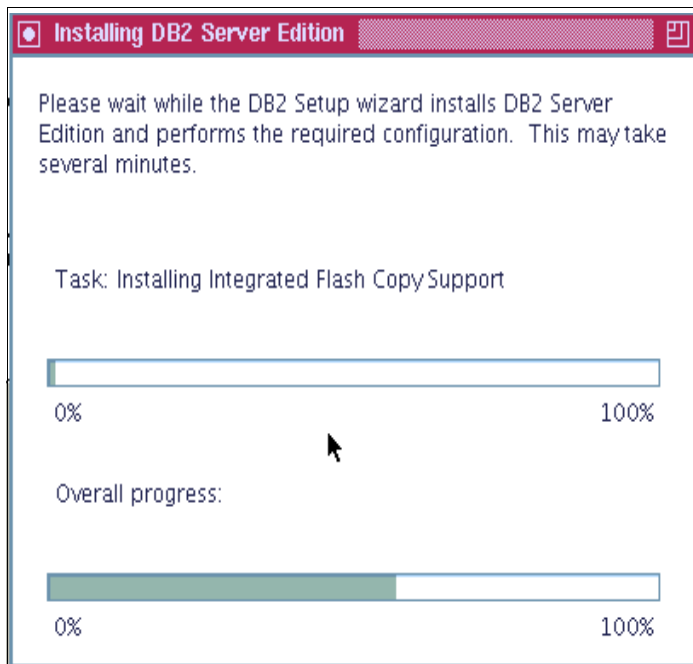 Installing DB2 Server Edition
Please wait while the DB2 Setup wizard installs DB2 Server
Edition and performs the required configuration.  This may take
several minutes.
Task: Installing Integrated Flash Copy Support
0% 100%
Overall progress:
0% 100%